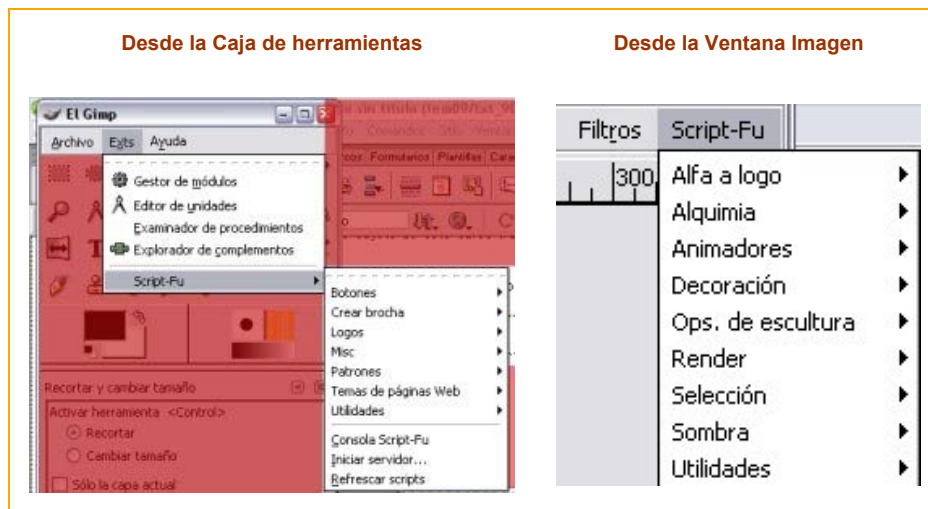 Desde la Caja de herramientas
Desde la Ventana Imagen
El Gimp
Archivo Exts Ayuda
Gestor de módulos
Editor de unidades
Examinador de procedimientos
Explorador de complementos
Script-Fu
Botones
Crear brocha
Logos
Misc
Patrones
Temas de páginas Web
Utilidades
Consola Script-Fu
Iniciar servidor...
Refrescar scripts
Recortar y cambiar tamaño
Activar herramienta <Control>
Recortar
Cambiar tamaño
Sólo la capa actual
Formularios Plantillas
Filtros Script-Fu
300
Alfa a logo
Alquimia
Animadores
Decoración
Ops. de escultura
Render
Selección
Sombra
Utilidades